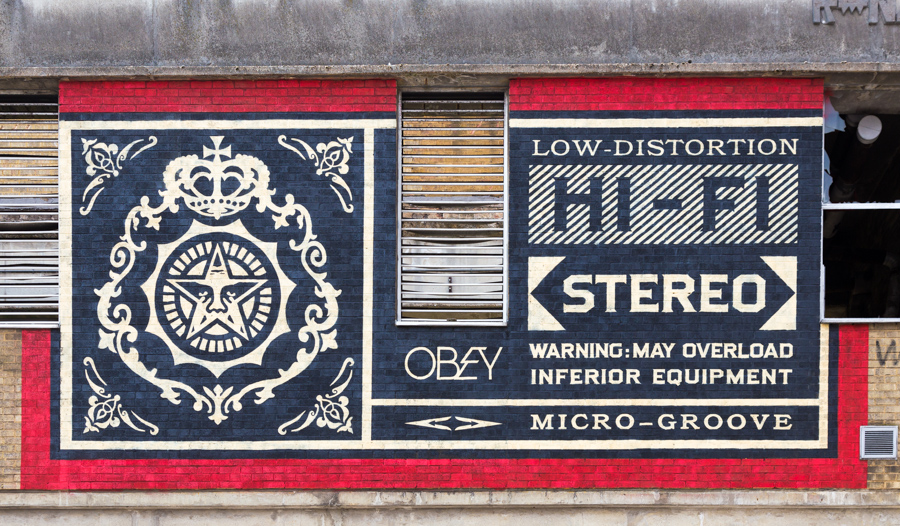 LOW-DISTORTION
HI-FI
STEREO
OBEY
WARNING: MAY OVERLOAD
INFERIOR EQUIPMENT
MICRO-GROOVE